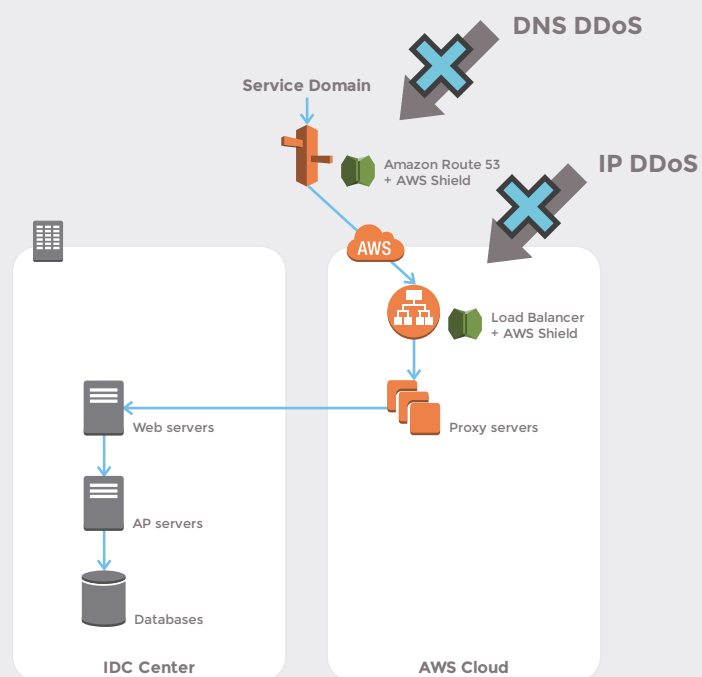 DNS DDoS
Service Domain
Amazon Route 53
+ AWS Shield
IP DDoS
AWS
Load Balancer
+ AWS Shield
Web servers
Proxy servers
AP servers
Databases
IDC Center
AWS Cloud